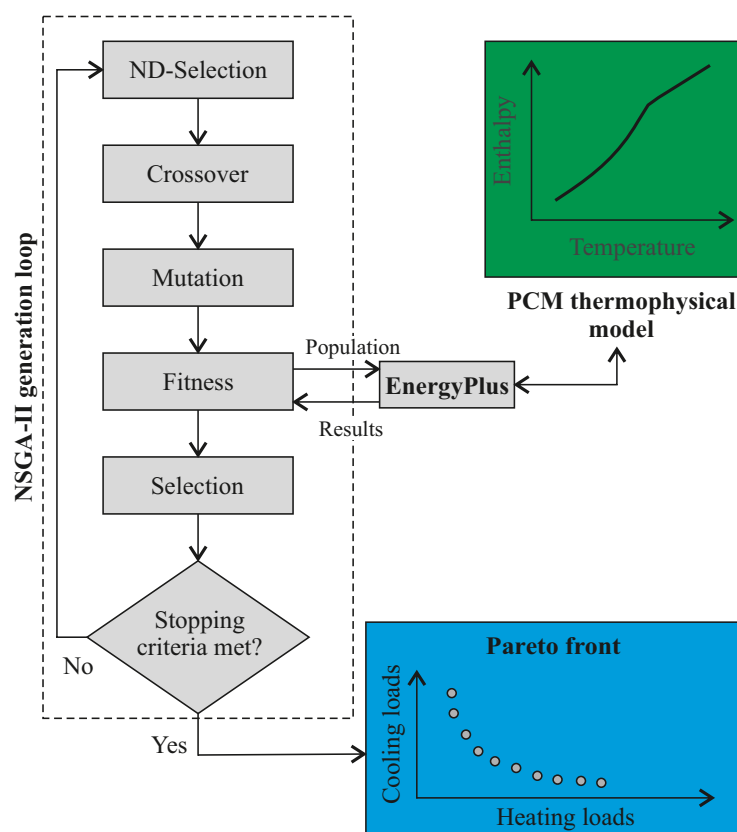 NSGA-II generation loop
ND-Selection
Crossover
Mutation
Fitness
Selection
Stopping
criteria met?
No
Yes
Population
Results
EnergyPlus
Enthalpy
Temperature
PCM thermophysical
model
Pareto front
Cooling loads
Heating loads